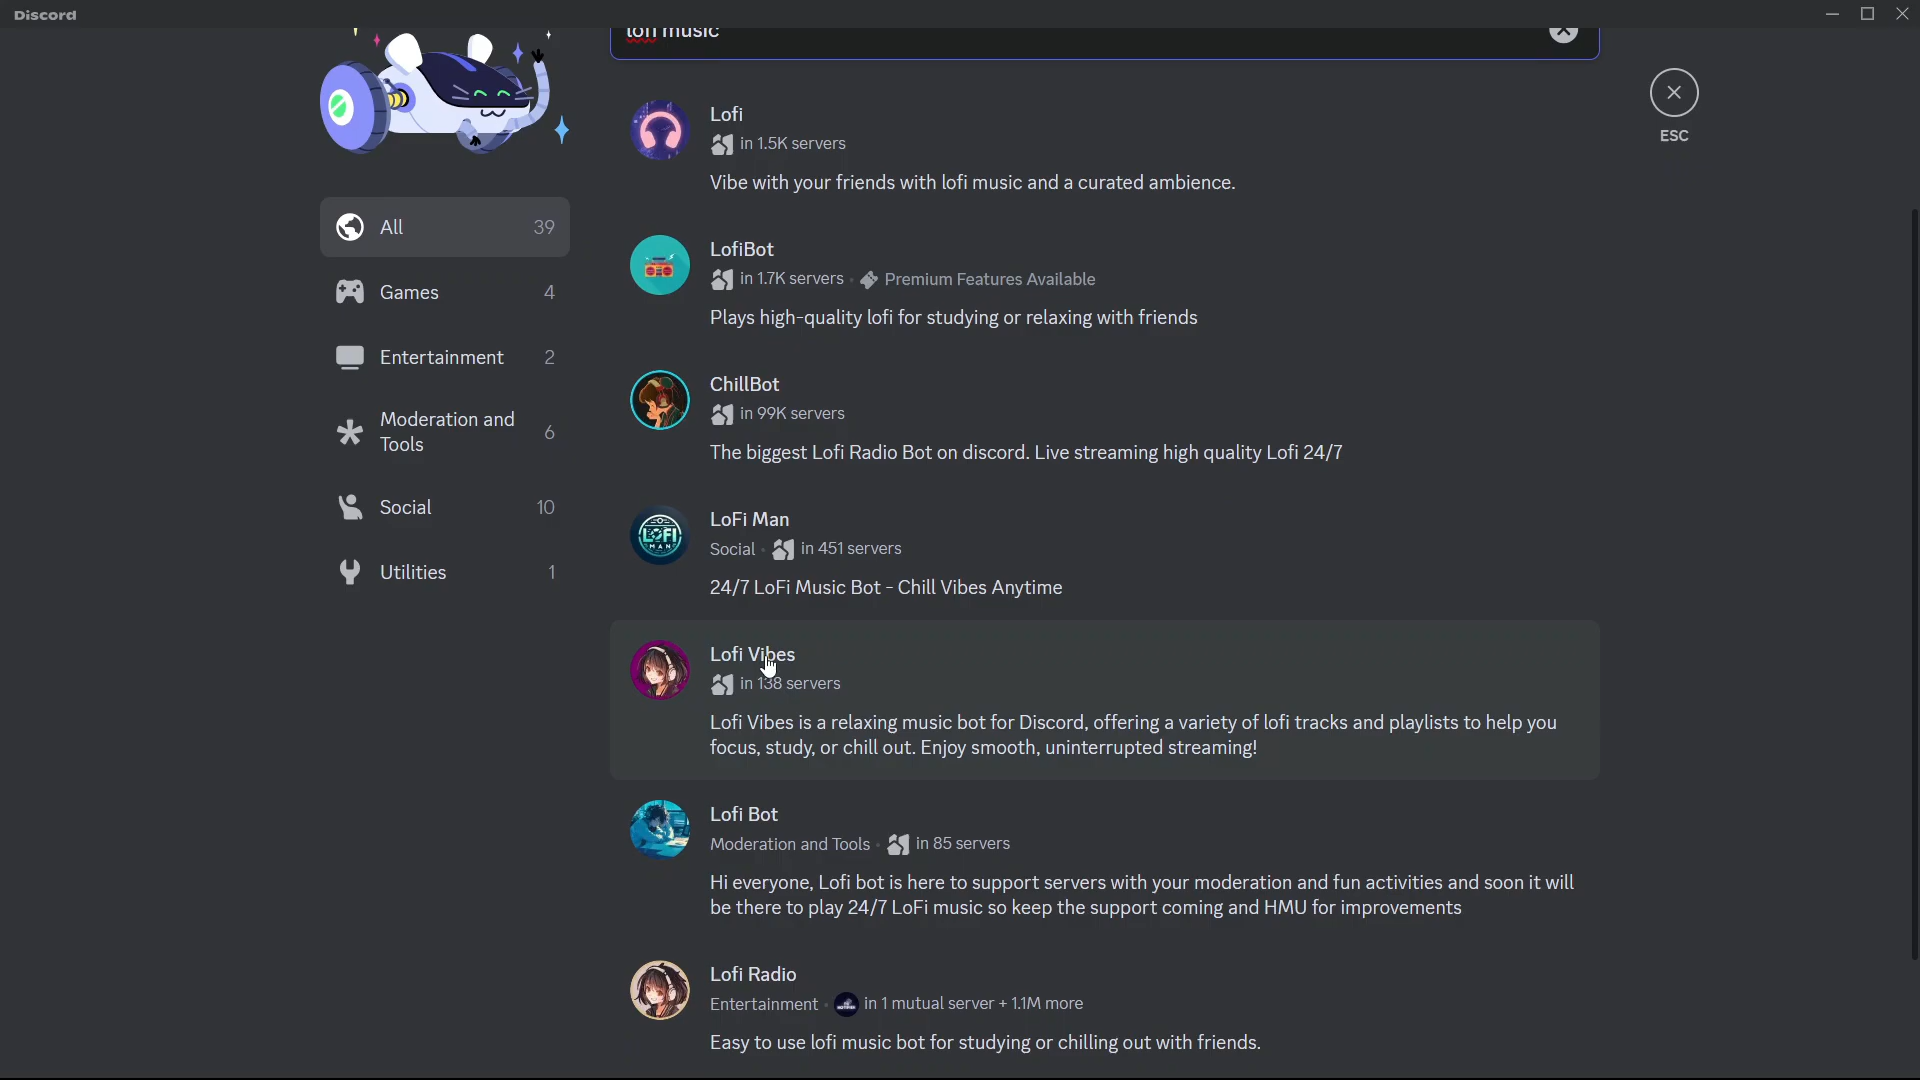 Discord
lofi music
ESC
Lofi
in 1.5K servers
Vibe with your friends with lofi music and a curated ambience.
All 39
Games 4
Entertainment 2
Moderation and
Tools 6
Social 10
Utilities 1
LofiBot
in 1.7K servers · Premium Features Available
Plays high-quality lofi for studying or relaxing with friends
ChillBot
in 99K servers
The biggest Lofi Radio Bot on discord. Live streaming high quality Lofi 24/7
LOFI
MAN
LoFi Man
Social · in 451 servers
24/7 LoFi Music Bot - Chill Vibes Anytime
Lofi Vibes
in 138 servers
Lofi Vibes is a relaxing music bot for Discord, offering a variety of lofi tracks and playlists to help you
focus, study, or chill out. Enjoy smooth, uninterrupted streaming!
Lofi Bot
Moderation and Tools · in 85 servers
Hi everyone, Lofi bot is here to support servers with your moderation and fun activities and soon it will
be there to play 24/7 LoFi music so keep the support coming and HMU for improvements
Lofi Radio
Entertainment · in 1 mutual server + 1.1M more
Easy to use lofi music bot for studying or chilling out with friends.